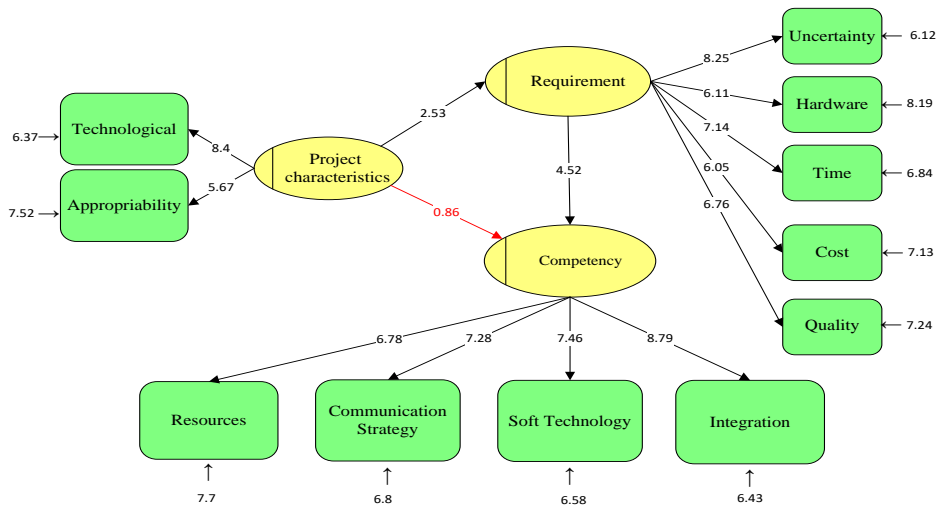 Uncertainty
6.12
8.25
Requirement
6.11
Hardware
8.19
2.53
7.14
Technological
6.37
8.4
Project
characteristics
4.52
6.05
Time
6.84
5.67
Appropriability
7.52
0.86
6.76
Competency
Cost
7.13
Quality
7.24
6.78
7.28
7.46
8.79
Resources
Communication
Strategy
Soft Technology
Integration
7.7
6.8
6.58
6.43